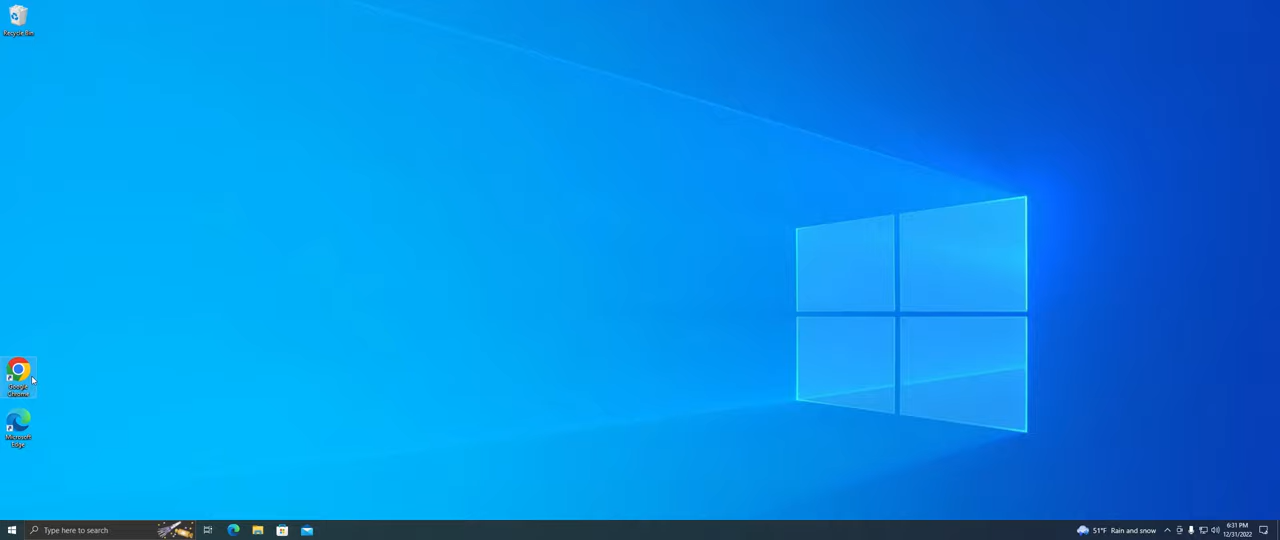 Recycle Bin
Google
Chrome
Microsoft
Edge
Type here to search
51°F Rain and snow
6:31 PM
12/31/2022